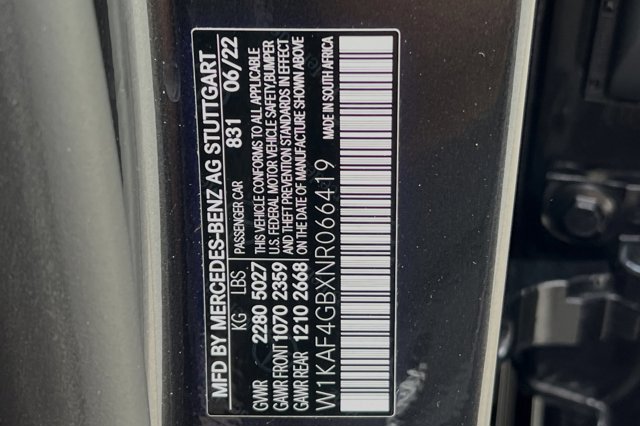 MFD BY MERCEDES-BENZ AG STUTTGART
PASSENGER CAR 831 06/22
KG LBS
GVWR 2280 5027
GAWR FRONT 1070 2359
GAWR REAR 1210 2668
THIS VEHICLE CONFORMS TO ALL APPLICABLE
U.S. FEDERAL MOTOR VEHICLE SAFETY,BUMPER
AND THEFT PREVENTION STANDARDS IN EFFECT
ON THE DATE OF MANUFACTURE SHOWN ABOVE
MADE IN SOUTH AFRICA
W1KAF4GBXNR066419